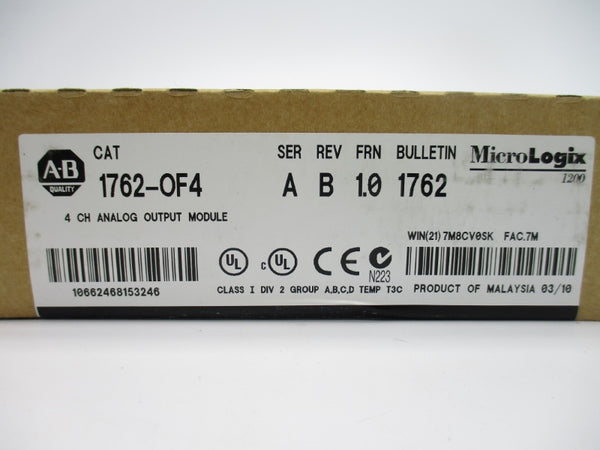 A-B
QUALITY
CAT SER REV FRN BULLETIN MicroLogix
1762-OF4 A B 1.0 1762 1200
4 CH ANALOG OUTPUT MODULE
WIN(21) 7M8CV0SK FAC.7M
UL c UL CE N223
10662468153246
CLASS I DIV 2 GROUP A,B,C,D TEMP T3C
PRODUCT OF MALAYSIA 03/10